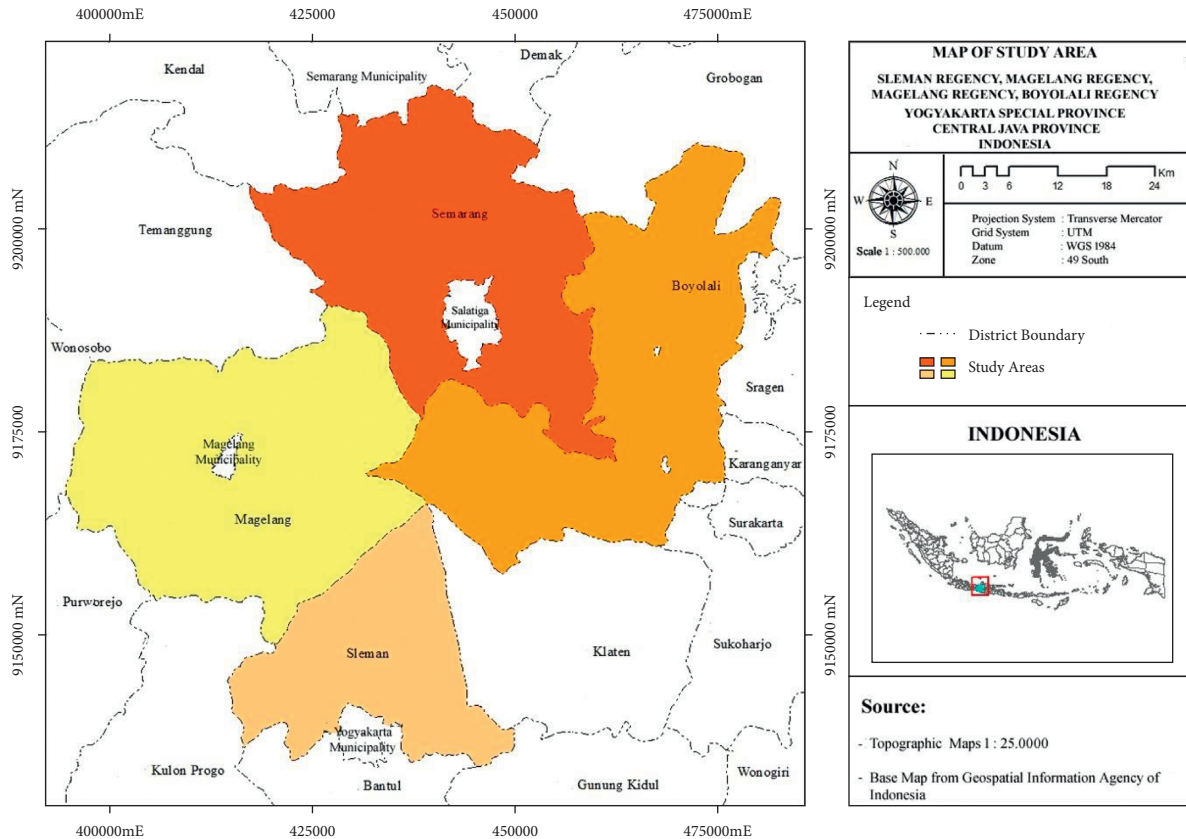 400000mE
425000mE
450000mE
475000mE
9200000 mN
9175000
9150000 mN
Kendal
Semarang Municipality
Demak
Grobogan
Semarang
Temanggung
Boyolali
Salatiga
Municipality
Wonosobo
Sragen
Magelang
Municipality
Karanganyar
Magelang
Surakarta
Purworejo
Sleman
Klaten
Sukoharjo
Yogyakarta
Municipality
Kulon Progo
Bantul
Gunung Kidul
Wonogiri
9200000 mN
9175000
9150000 mN
400000mE
425000mE
450000mE
475000mE
MAP OF STUDY AREA
SLEMAN REGENCY, MAGELANG REGENCY,
MAGELANG REGENCY, BOYOLALI REGENCY
YOGYAKARTA SPECIAL PROVINCE
CENTRAL JAVA PROVINCE
INDONESIA
N
W
E
S
Scale 1 : 500.000
Km
0 3 6 12 18 24
Projection System : Transverse Mercator
Grid System : UTM
Datum : WGS 1984
Zone : 49 South
Legend
District Boundary
Study Areas
INDONESIA
Source:
- Topographic Maps 1 : 25.0000
- Base Map from Geospatial Information Agency of
Indonesia